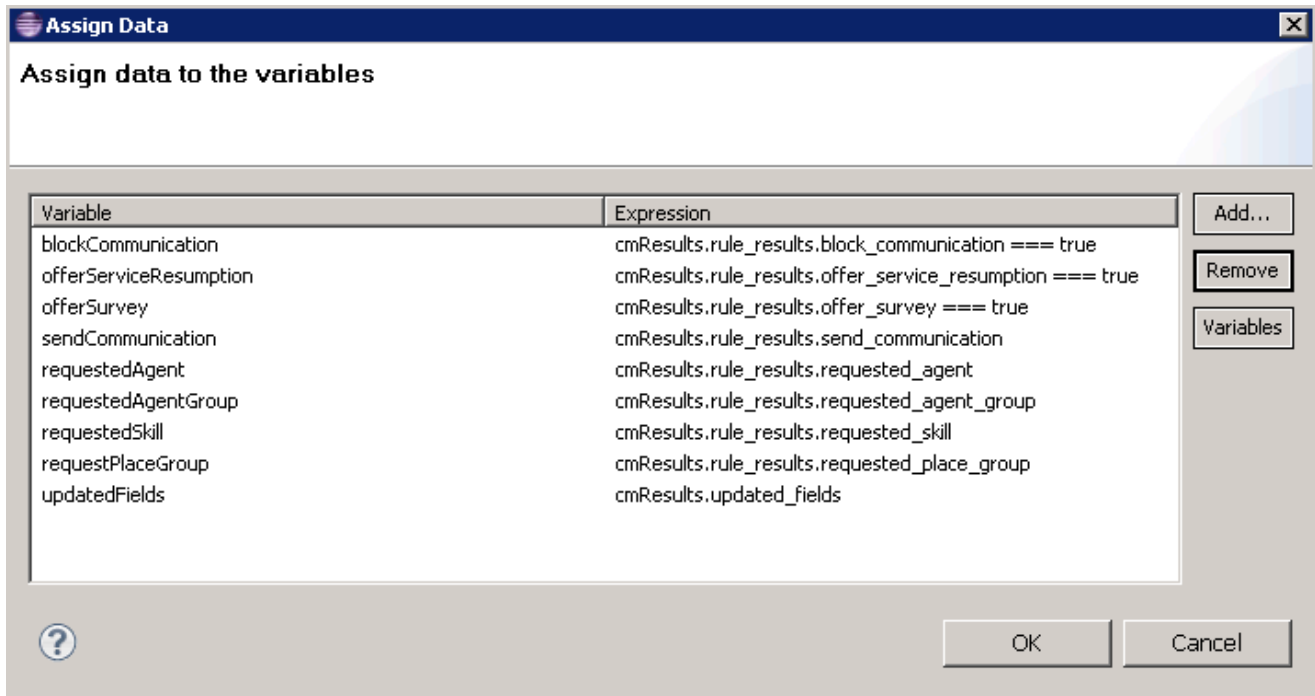 Assign Data
Assign data to the variables
Variable Expression
blockCommunication cmResults.rule_results.block_communication === true
offerServiceResumption cmResults.rule_results.offer_service_resumption === true
offerSurvey cmResults.rule_results.offer_survey === true
sendCommunication cmResults.rule_results.send_communication
requestedAgent cmResults.rule_results.requested_agent
requestedAgentGroup cmResults.rule_results.requested_agent_group
requestedSkill cmResults.rule_results.requested_skill
requestPlaceGroup cmResults.rule_results.requested_place_group
updatedFields cmResults.updated_fields
Add...
Remove
Variables
?
OK Cancel